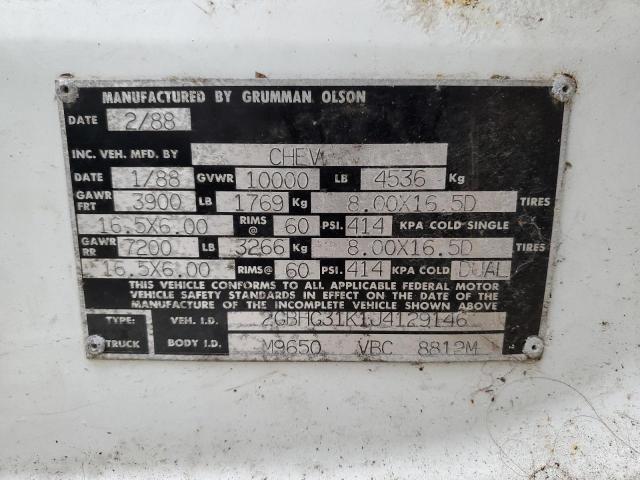 MANUFACTURED BY GRUMMAN OLSON
DATE 2/88
INC. VEH. MFD. BY CHEV
DATE 1/88 GVWR 10000 LB 4536 Kg
GAWR FRT 3900 LB 1769 Kg 8.00X16.5D TIRES
16.5X6.00 RIMS @ 60 PSI. 414 KPA COLD SINGLE
GAWR RR 7200 LB 3266 Kg 8.00X16.5D TIRES
16.5X6.00 RIMS @ 60 PSI. 414 KPA COLD DUAL
THIS VEHICLE CONFORMS TO ALL APPLICABLE FEDERAL MOTOR
VEHICLE SAFETY STANDARDS IN EFFECT ON THE DATE OF THE
MANUFACTURE OF THE INCOMPLETE VEHICLE SHOWN ABOVE
TYPE: VEH. I.D. 2GBHG31K1J4129146
TRUCK BODY I.D. M9650 VBC 8812M